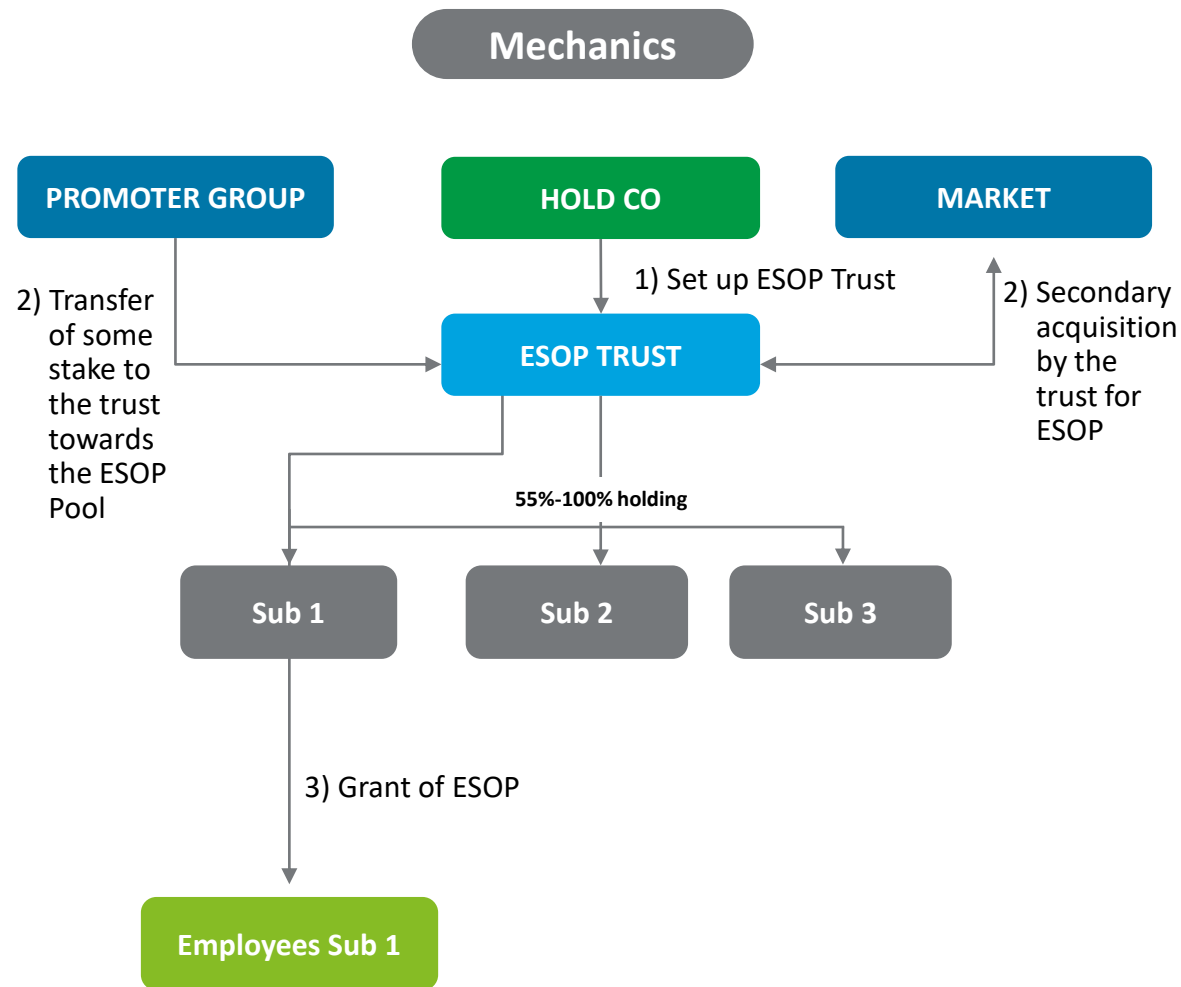 Mechanics
PROMOTER GROUP
HOLD CO
MARKET
1) Set up ESOP Trust
2) Transfer
of some
stake to
the trust
towards
the ESOP
Pool
2) Secondary
acquisition
by the
trust for
ESOP
ESOP TRUST
55%-100% holding
Sub 1
Sub 2
Sub 3
3) Grant of ESOP
Employees Sub 1